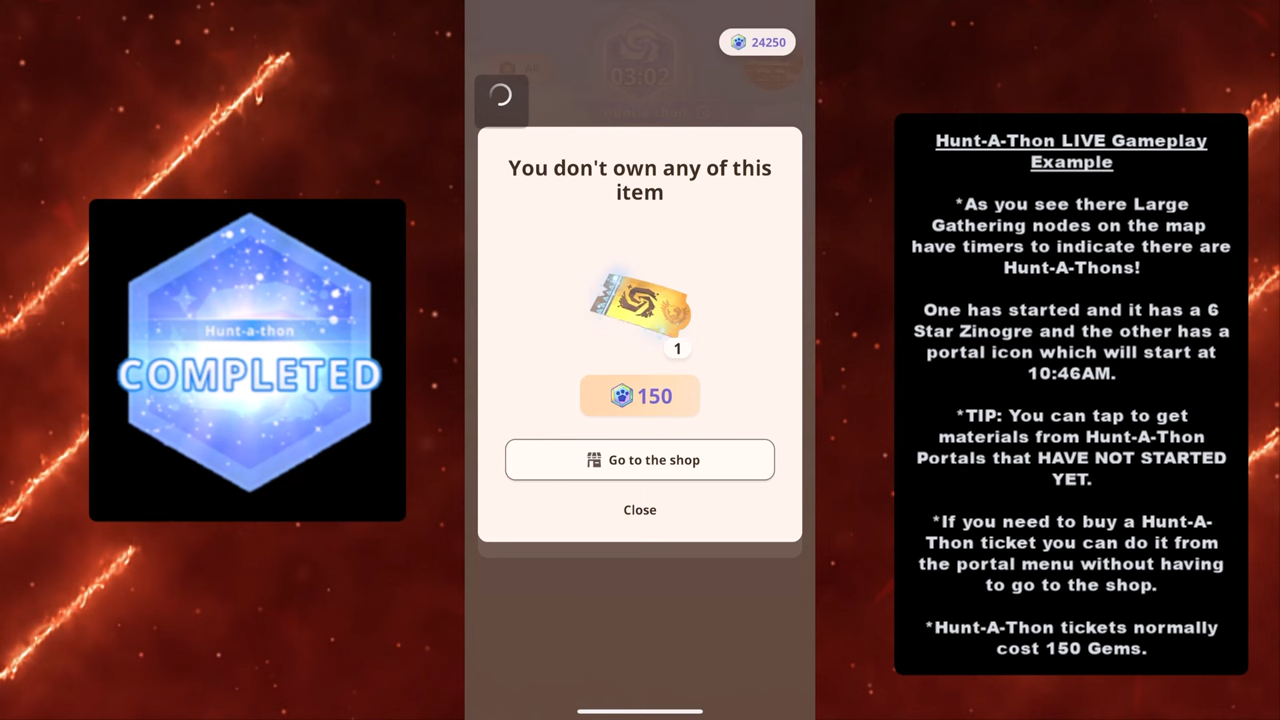 Hunt-a-thon
COMPLETED
24250
03:02
You don't own any of this
item
1
150
Go to the shop
Close
Hunt-A-Thon LIVE Gameplay
Example
*As you see there Large
Gathering nodes on the map
have timers to indicate there are
Hunt-A-Thons!
One has started and it has a 6
Star Zinogre and the other has a
portal icon which will start at
10:46AM.
*TIP: You can tap to get
materials from Hunt-A-Thon
Portals that HAVE NOT STARTED
YET.
*If you need to buy a Hunt-A-
Thon ticket you can do it from
the portal menu without having
to go to the shop.
*Hunt-A-Thon tickets normally
cost 150 Gems.